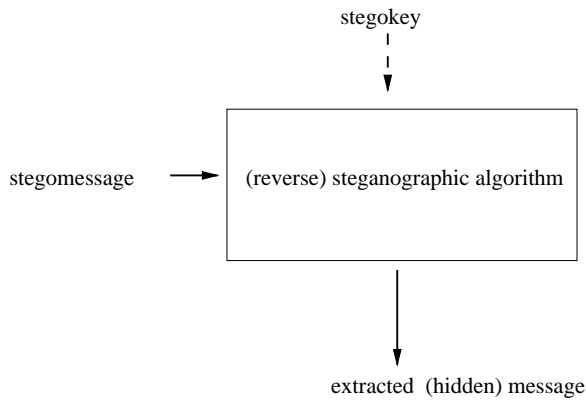 stegokey
stegomessage
(reverse) steganographic algorithm
extracted (hidden) message